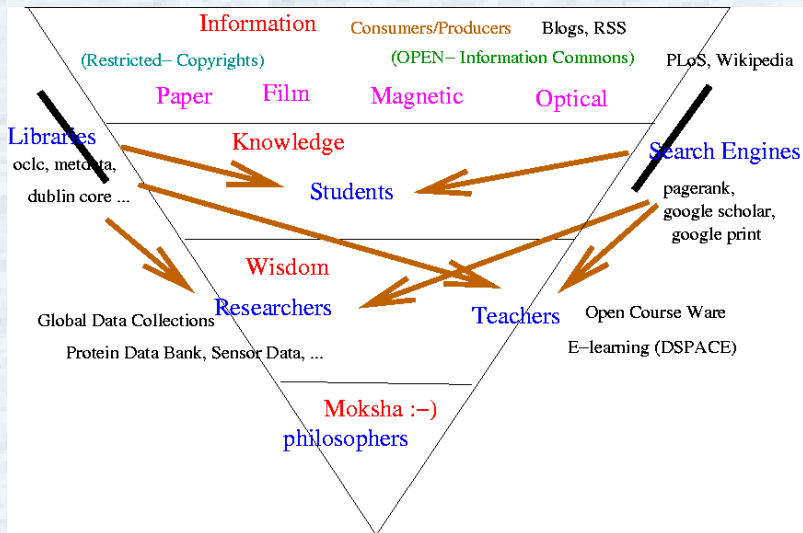 Information Consumers/Producers Blogs, RSS
(Restricted− Copyrights) (OPEN− Information Commons) PLoS, Wikipedia
Paper Film Magnetic Optical
Libraries Knowledge Search Engines
oclc, metdata,
dublin core ...
Students
pagerank,
google scholar,
google print
Wisdom
Researchers Teachers
Global Data Collections
Protein Data Bank, Sensor Data, ...
Open Course Ware
E−learning (DSPACE)
Moksha :−)
philosophers